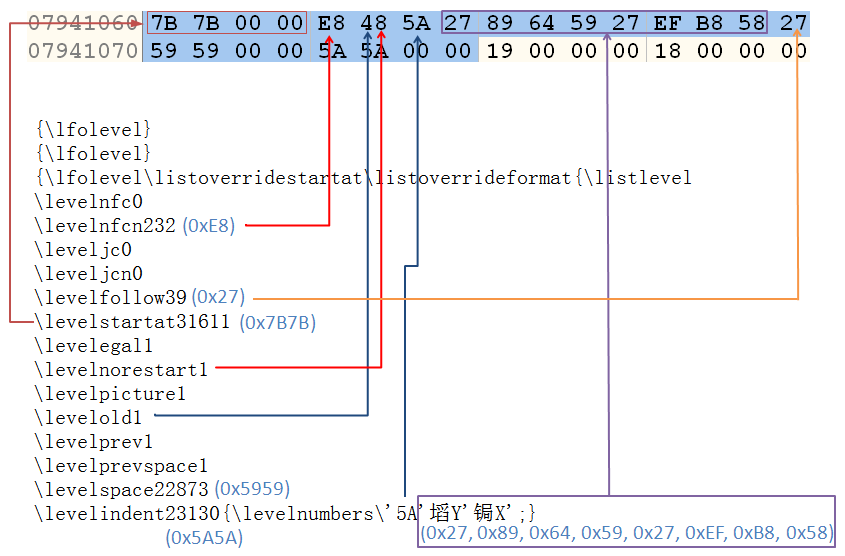 07941060 7B 7B 00 00 E8 48 5A 27 89 64 59 27 EF B8 58 27
07941070 59 59 00 00 5A 5A 00 00 19 00 00 00 18 00 00 00
{\lfolevel}
{\lfolevel}
{\lfolevel\listoverridestartat\listoverrideformat{\listlevel
\levelnfc0
\levelnfcn232 (0xE8)
\leveljc0
\leveljcn0
\levelfollow39 (0x27)
\levelstartat31611 (0x7B7B)
\levelegal1
\levelnorestart1
\levelpicture1
\levelold1
\levelprev1
\levelprevspace1
\levelspace22873 (0x5959)
\levelindent23130{\levelnumbers\'5A'塧Y'锔X';}
(0x5A5A) (0x27, 0x89, 0x64, 0x59, 0x27, 0xEF, 0xB8, 0x58)